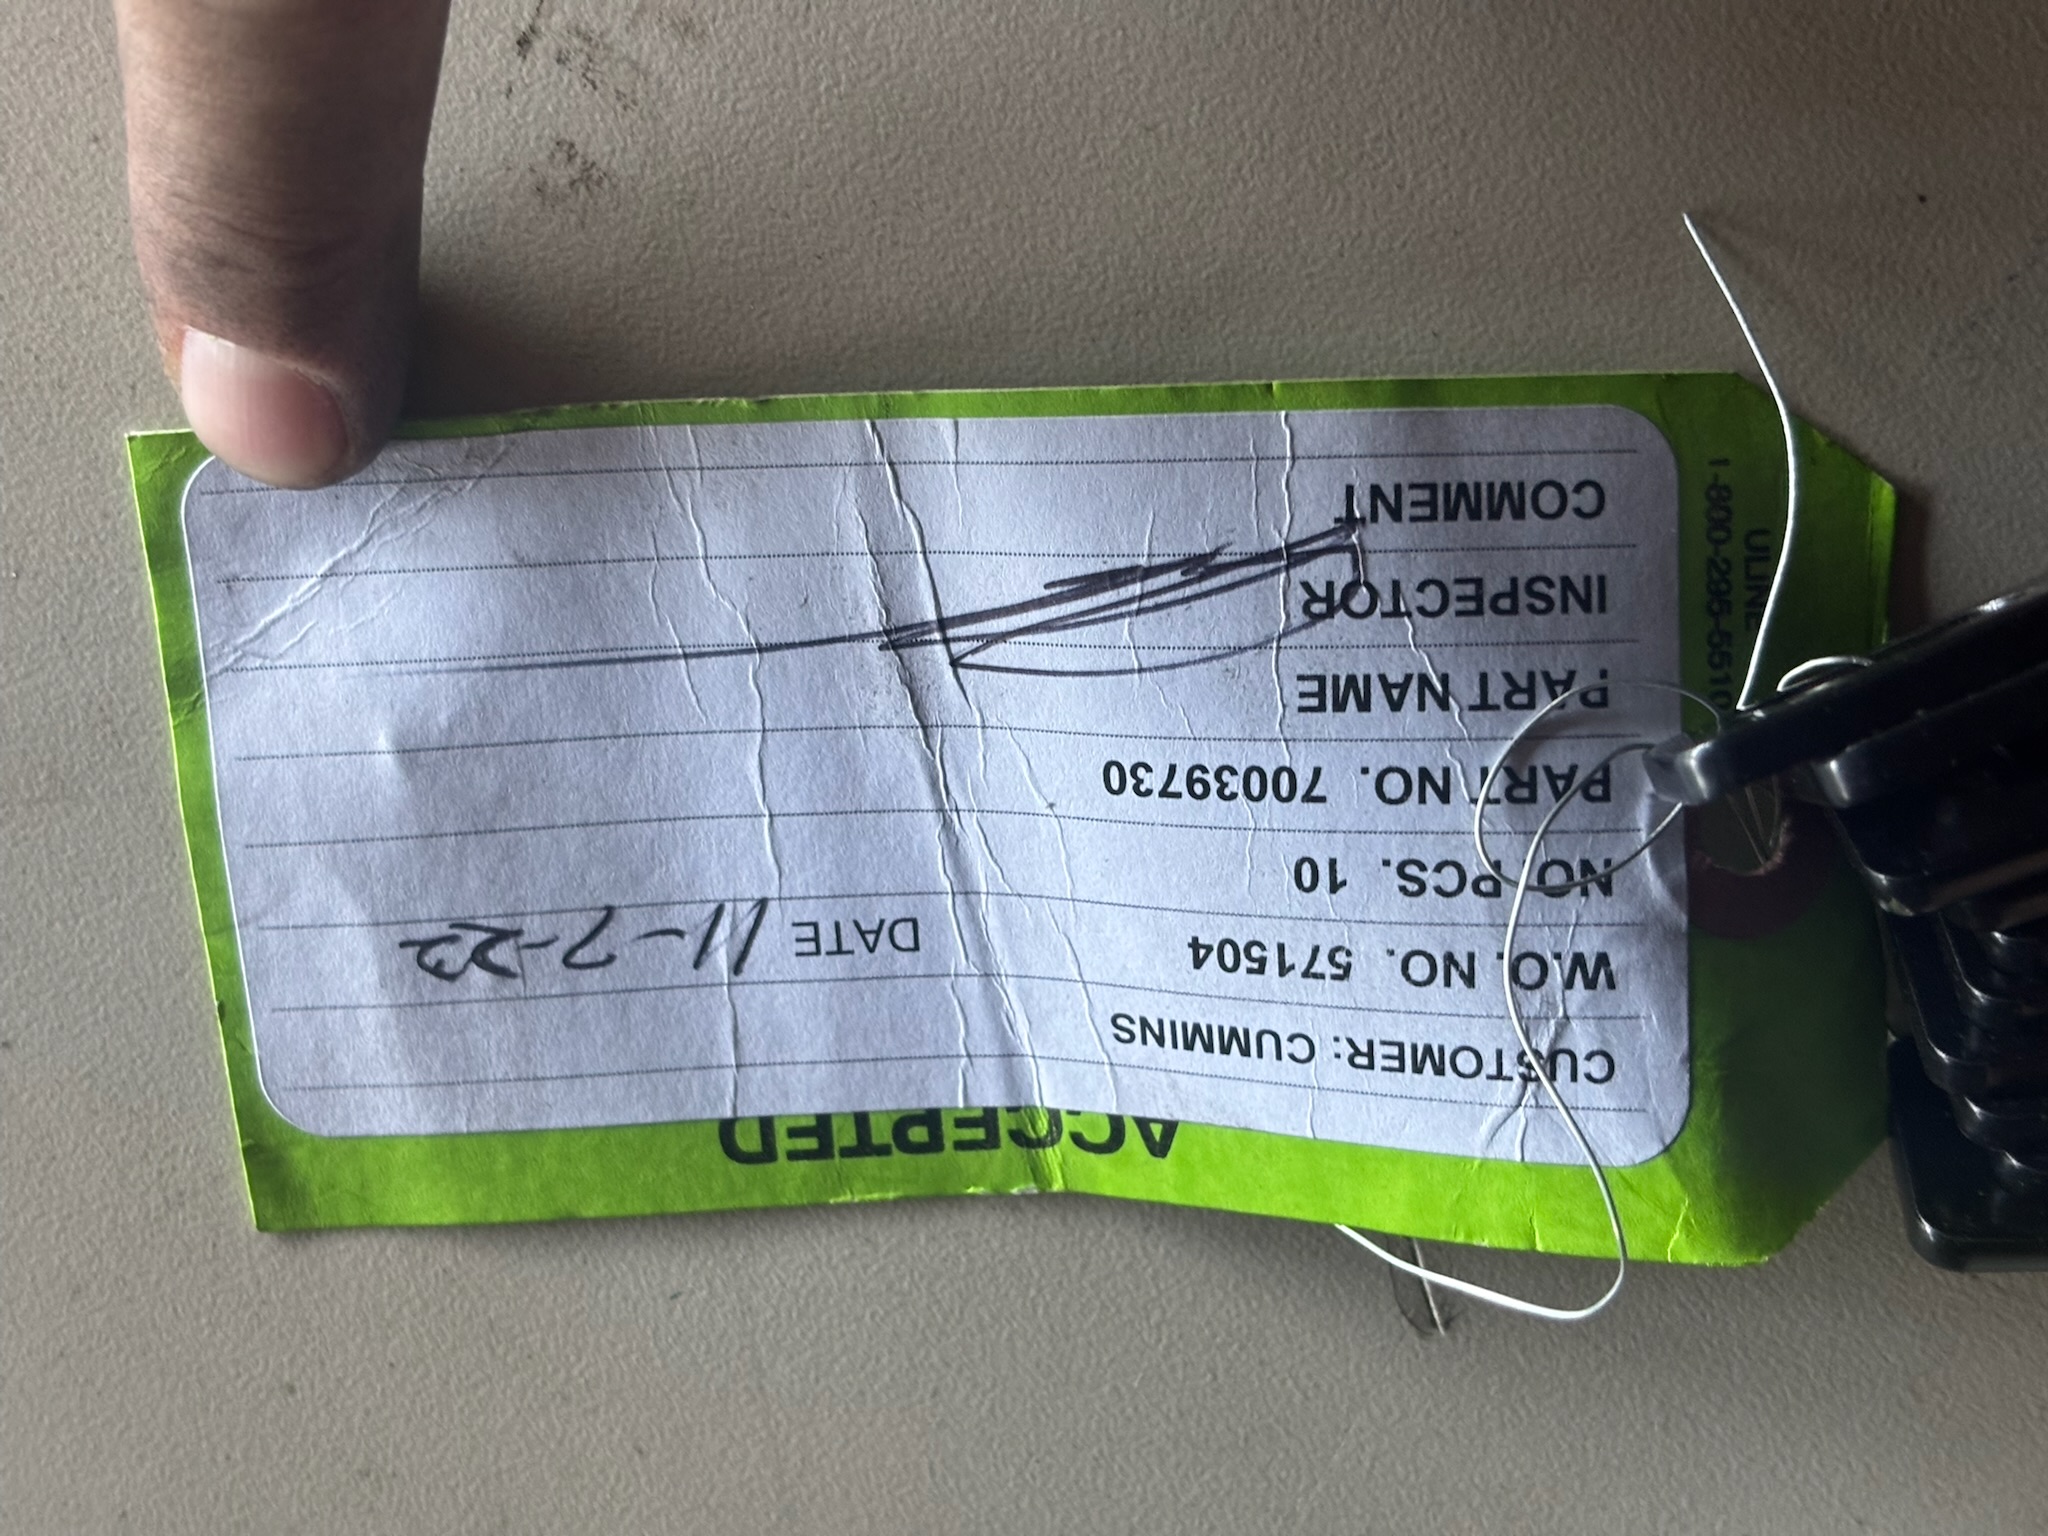 ACCEPTED
CUSTOMER: CUMMINS
W.O. NO. 571504 DATE 11-7-22
NO. PCS. 10
PART NO. 70039730
PART NAME
INSPECTOR
COMMENT
ULINE
1-800-295-5510